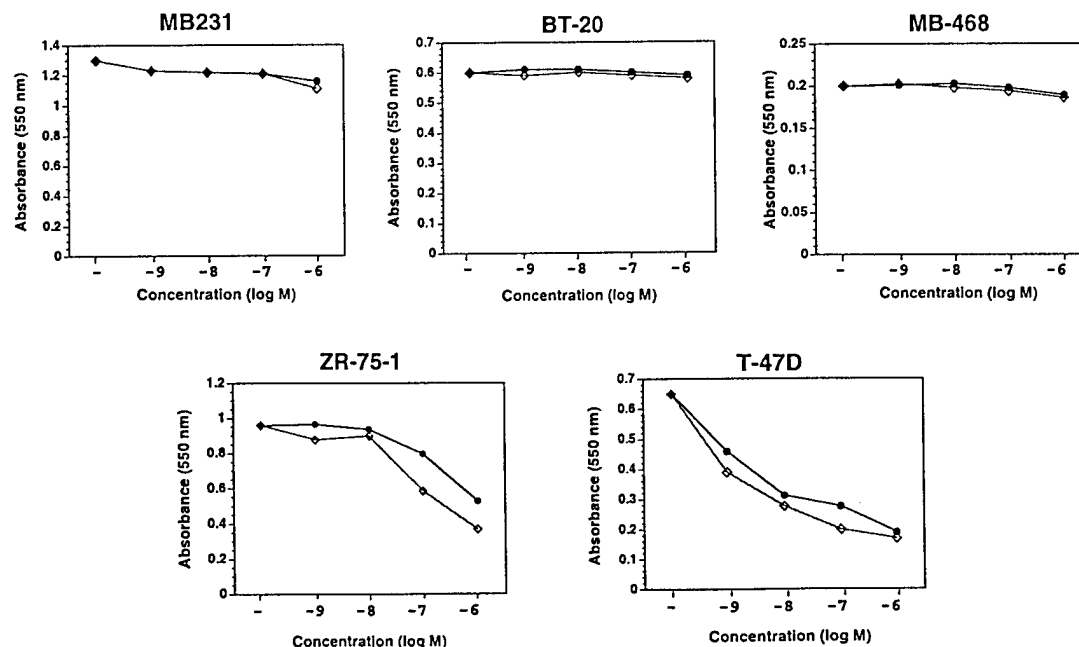 MB231
1.4
1.2
1
0.8
0.6
0.4
0.2
0
Absorbance (550 nm)
– -9 -8 -7 -6
Concentration (log M)
BT-20
0.7
0.6
0.5
0.4
0.3
0.2
0.1
0
Absorbance (550 nm
– -9 -8 -7 -6
Concentration (log M)
MB-468
0.25
0.2
0.15
0.1
0.05
0
Absorbance (550 nm
– -9 -8 -7 -6
Concentration (log M)
ZR-75-1
1.2
1
0.8
0.6
0.4
0.2
0
Absorbance (550 nm)
– -9 -8 -7 -6
Concentration (log M)
T-47D
0.7
0.6
0.5
0.4
0.3
0.2
0.1
0
Absorbance (550 nm)
– -9 -8 -7 -6
Concentration (log M)